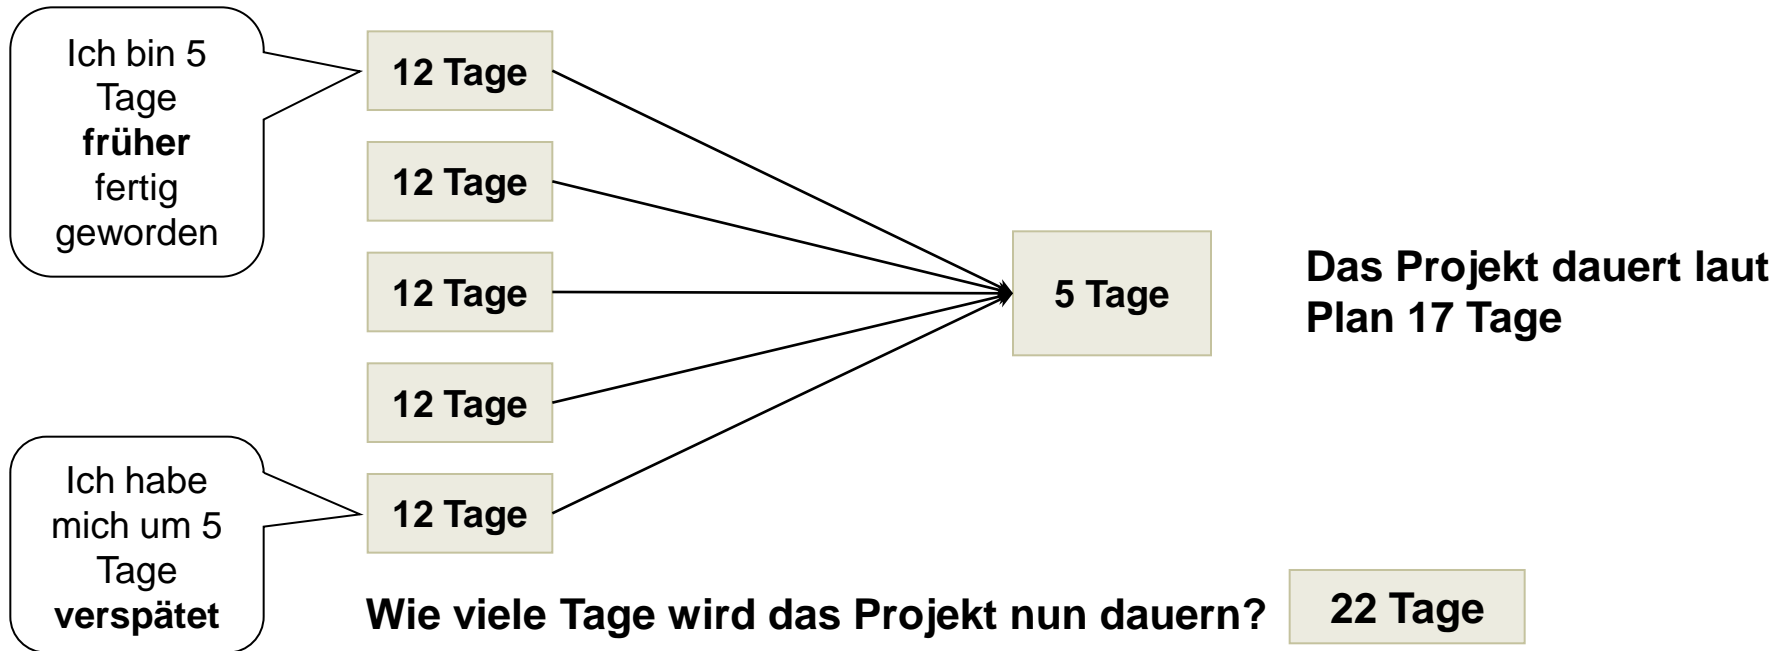 Ich bin 5
Tage
früher
fertig
geworden
12 Tage
12 Tage
12 Tage
12 Tage
12 Tage
5 Tage
Das Projekt dauert laut
Plan 17 Tage
Ich habe
mich um 5
Tage
verspätet
Wie viele Tage wird das Projekt nun dauern?
22 Tage